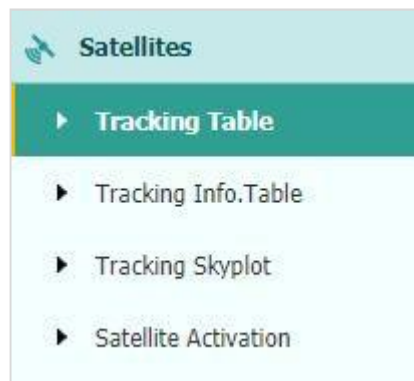 Satellites
Tracking Table
Tracking Info.Table
Tracking Skyplot
Satellite Activation